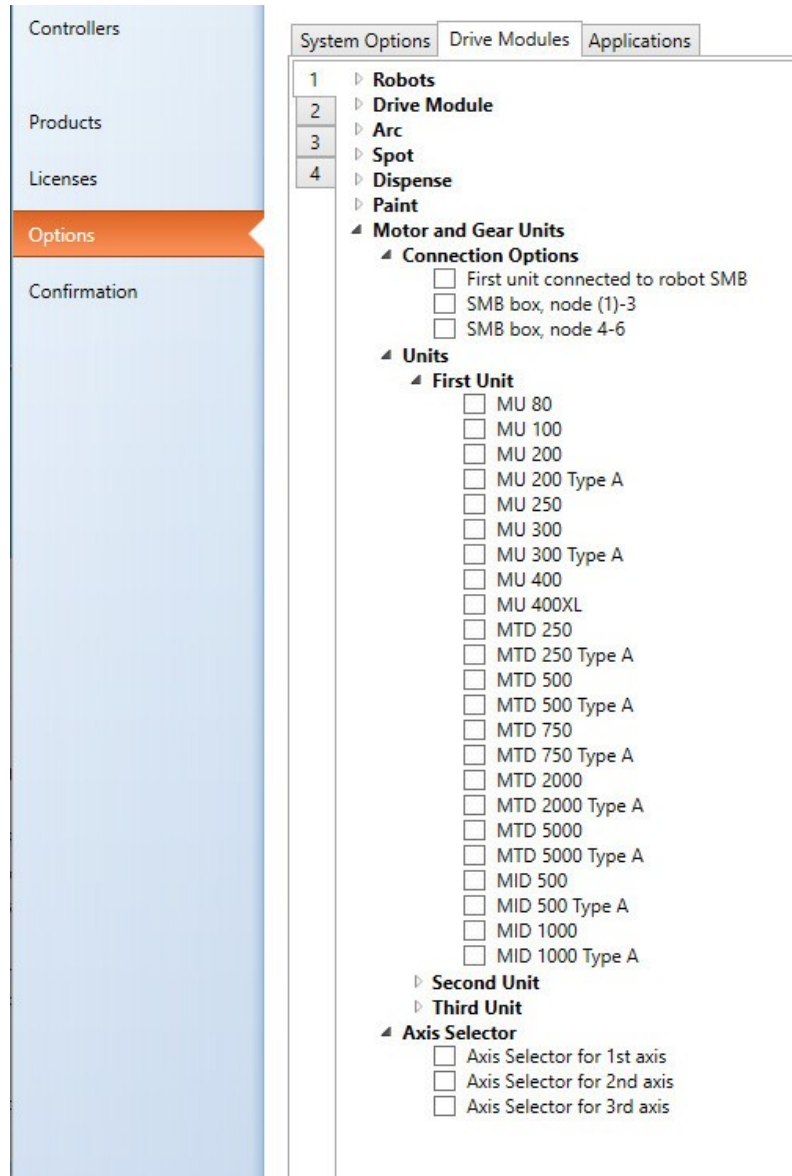 Controllers
Products
Licenses
Options
Confirmation
System Options Drive Modules Applications
1
2
3
4
Robots
Drive Module
Arc
Spot
Dispense
Paint
Motor and Gear Units
Connection Options
First unit connected to robot SMB
SMB box, node (1)-3
SMB box, node 4-6
Units
First Unit
MU 80
MU 100
MU 200
MU 200 Type A
MU 250
MU 300
MU 300 Type A
MU 400
MU 400XL
MTD 250
MTD 250 Type A
MTD 500
MTD 500 Type A
MTD 750
MTD 750 Type A
MTD 2000
MTD 2000 Type A
MTD 5000
MTD 5000 Type A
MID 500
MID 500 Type A
MID 1000
MID 1000 Type A
Second Unit
Third Unit
Axis Selector
Axis Selector for 1st axis
Axis Selector for 2nd axis
Axis Selector for 3rd axis